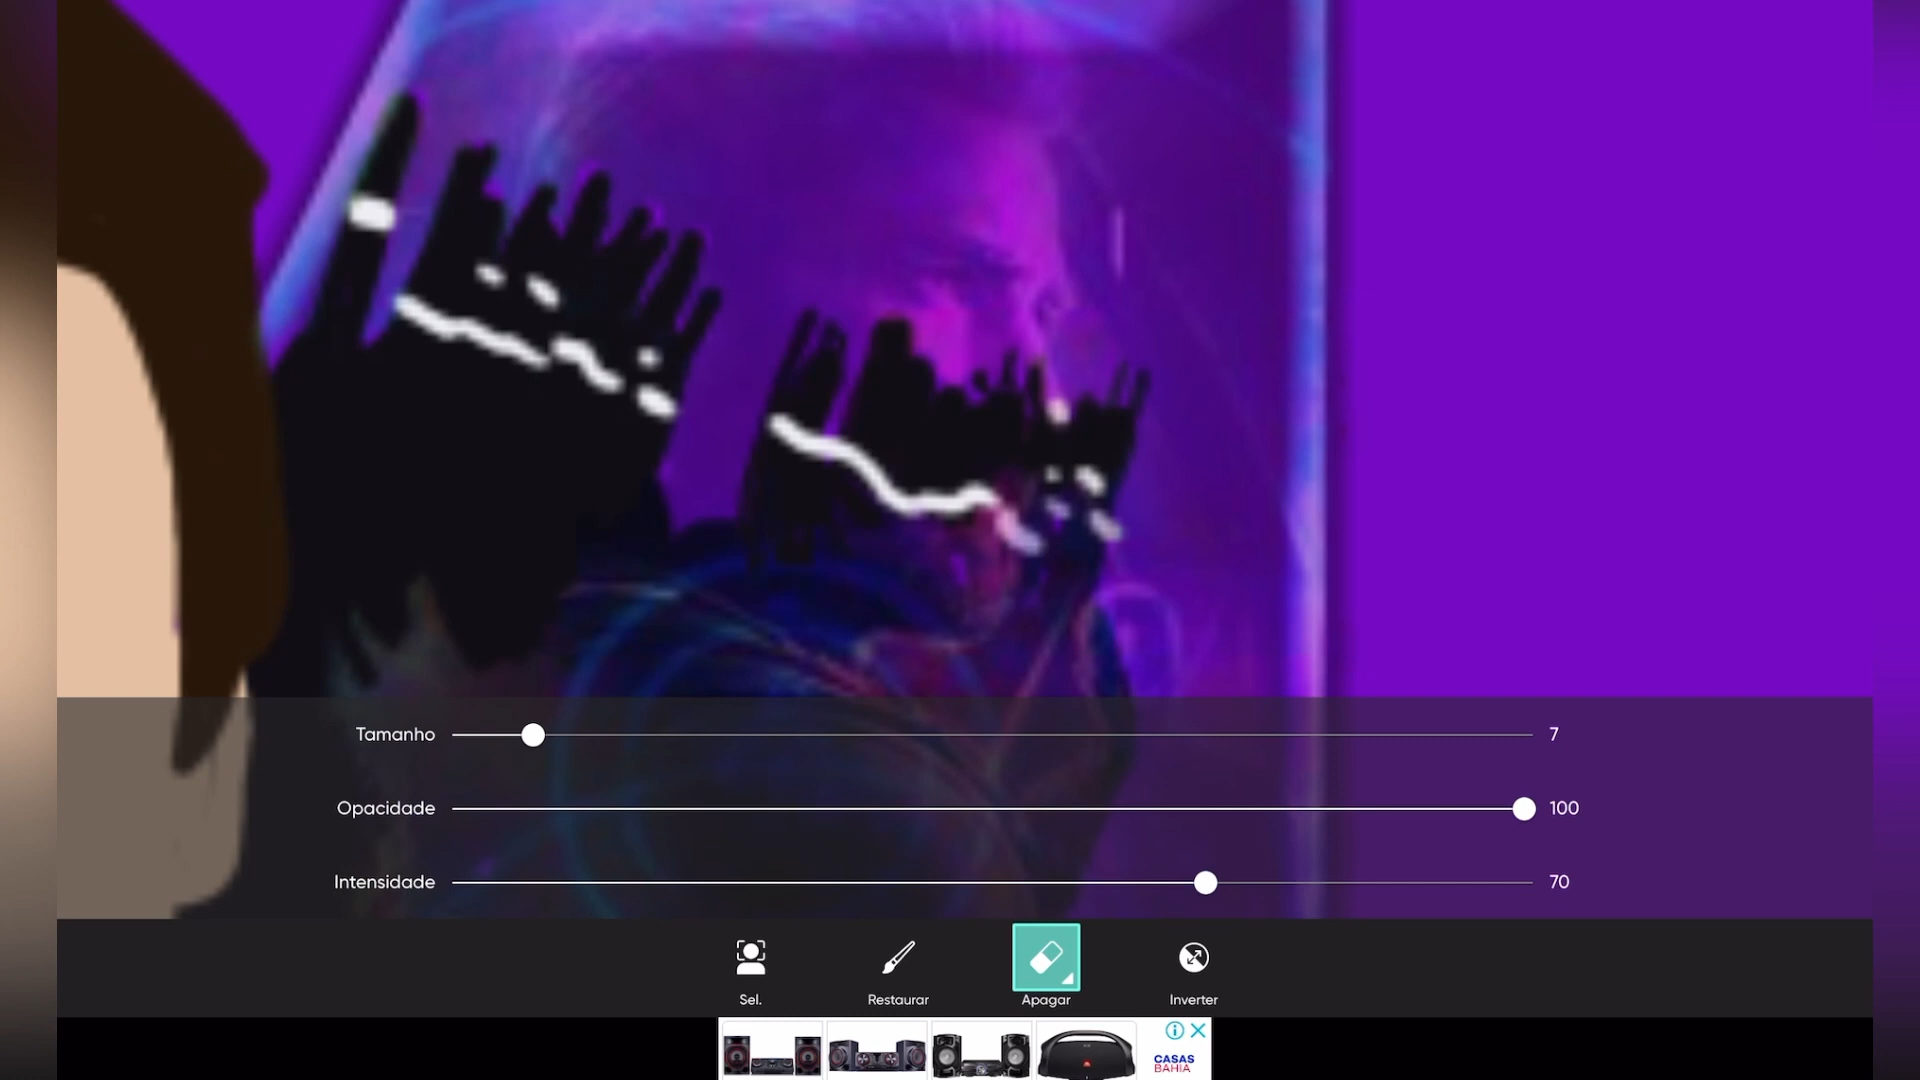 Tamanho 7
Opacidade 100
Intensidade 70
Sel. Restaurar Apagar Inverter
CASAS
BAHIA